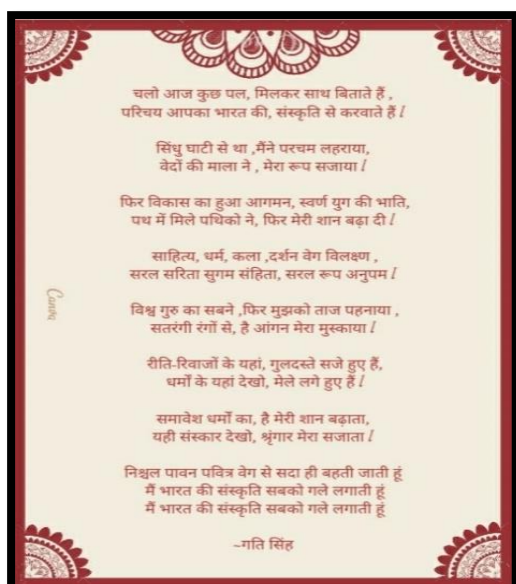 चलो आज कुछ पल, मिलकर साथ बिताते हैं ,
परिचय आपका भारत की, संस्कृति से करवाते हैं !
सिंधु घाटी से था ,मैंने परचम लहराया,
वेदों की माला ने , मेरा रूप सजाया !
फिर विकास का हुआ आगमन, स्वर्ण युग की भाति,
पथ में मिले पथिको ने, फिर मेरी शान बढ़ा दी !
साहित्य, धर्म, कला ,दर्शन वेग विलक्षण ,
सरल सरिता सुगम संहिता, सरल रूप अनुपम !
विश्व गुरु का सबने ,फिर मुझको ताज पहनाया ,
सतरंगी रंगों से, है आंगन मेरा मुस्काया !
रीति-रिवाजों के यहां, गुलदस्ते सजे हुए हैं,
धर्मों के यहां देखो, मेले लगे हुए हैं !
समावेश धर्मों का, है मेरी शान बढ़ाता,
यही संस्कार देखो, श्रृंगार मेरा सजाता !
निश्चल पावन पवित्र वेग से सदा ही बहती जाती हूं
मैं भारत की संस्कृति सबको गले लगाती हूं
मैं भारत की संस्कृति सबको गले लगाती हूं
~गति सिंह
Canva